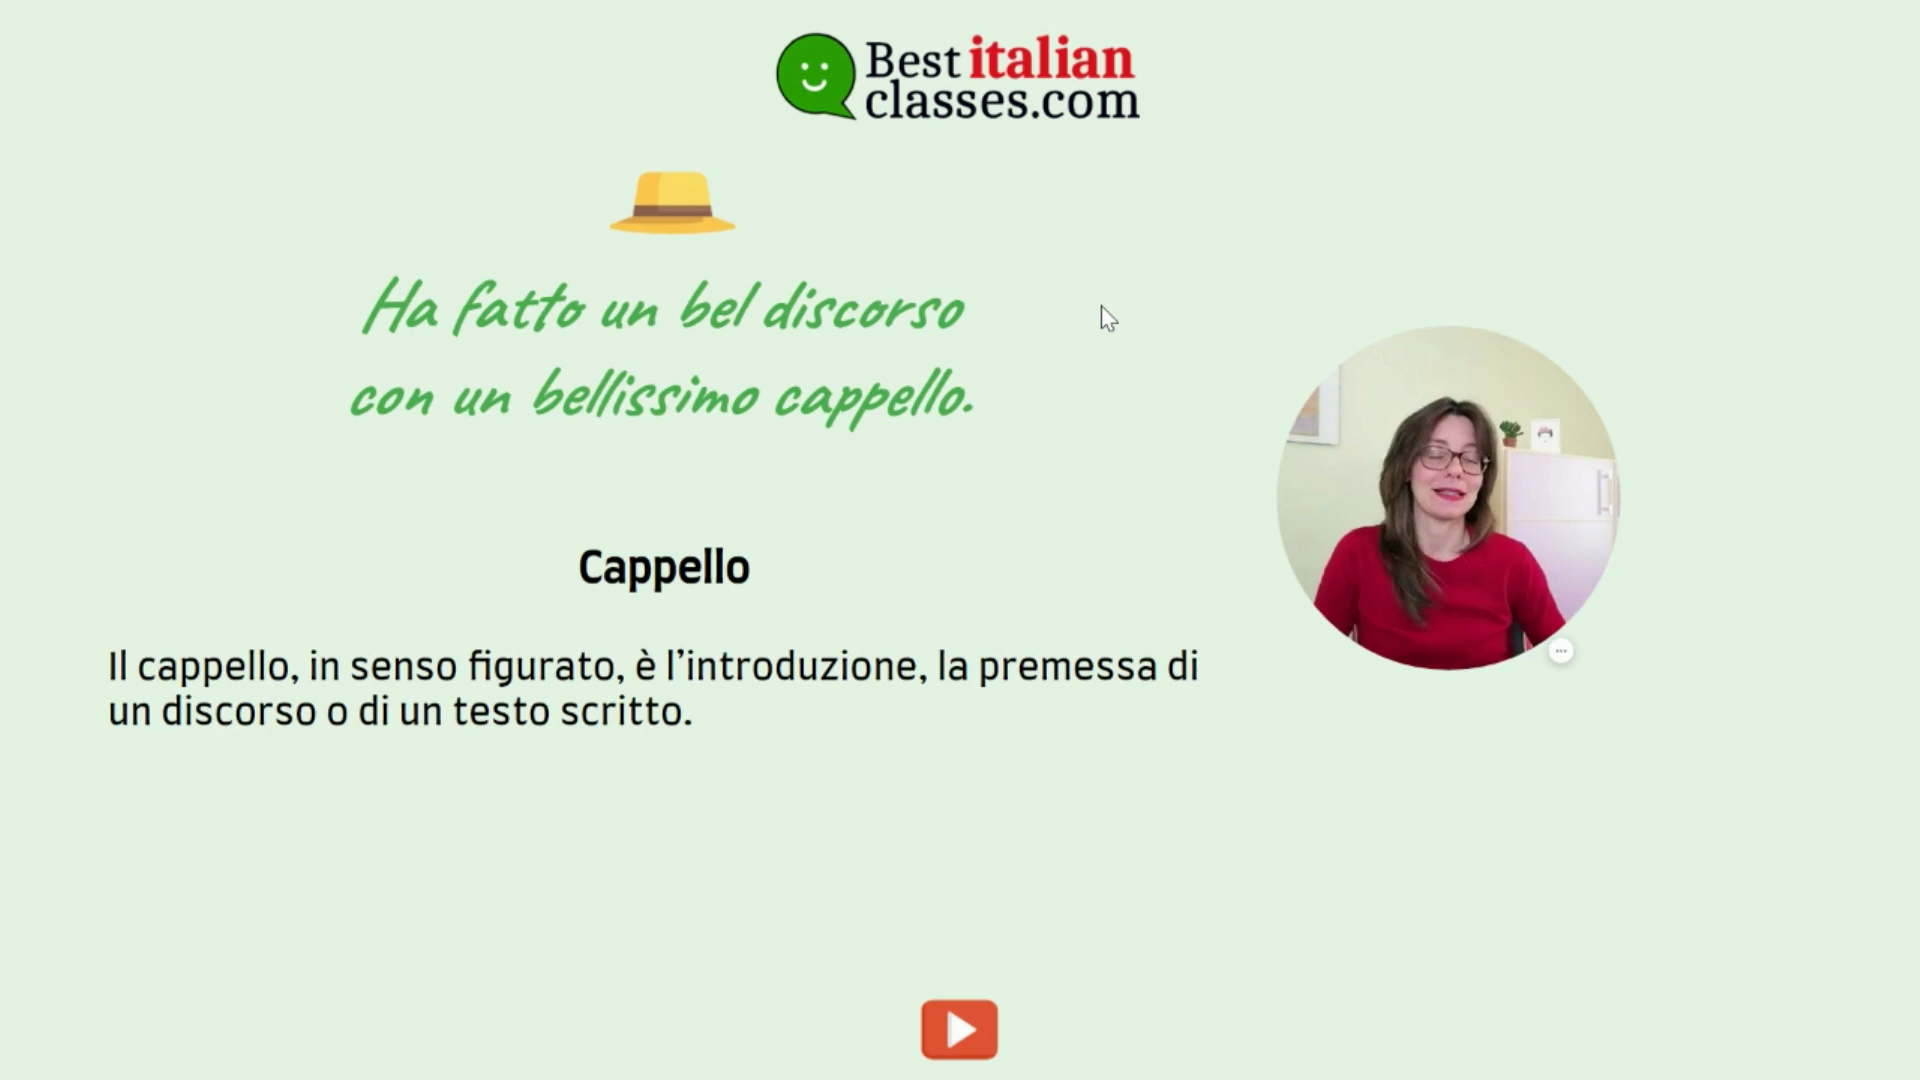 Best italian
classes.com
Ha fatto un bel discorso
con un bellissimo cappello.
Cappello
Il cappello, in senso figurato, è l’introduzione, la premessa di
un discorso o di un testo scritto.